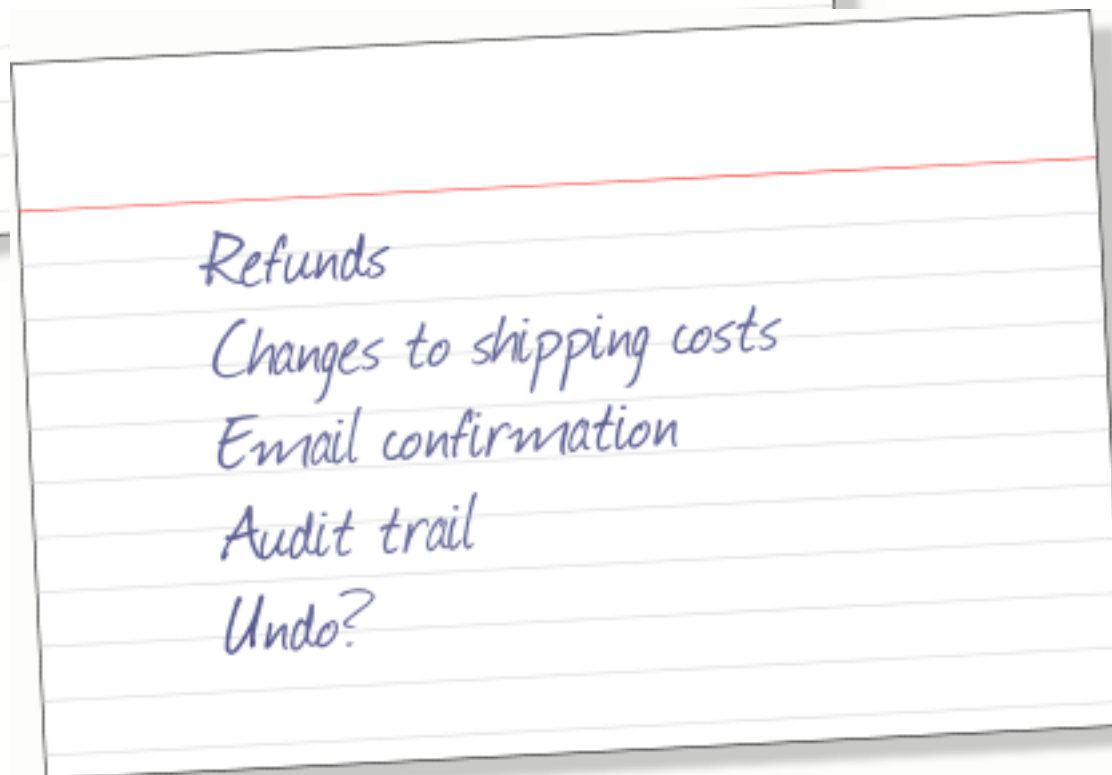 Refunds
Changes to shipping costs
Email confirmation
Audit trail
Undo?